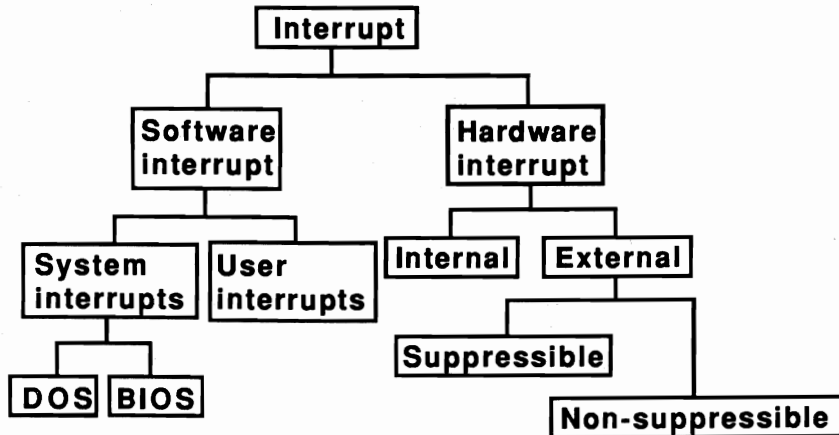 Interrupt
Software
interrupt
Hardware
interrupt
System
interrupts
User
interrupts
Internal
External
Suppressible
DOS
BIOS
Non-suppressible